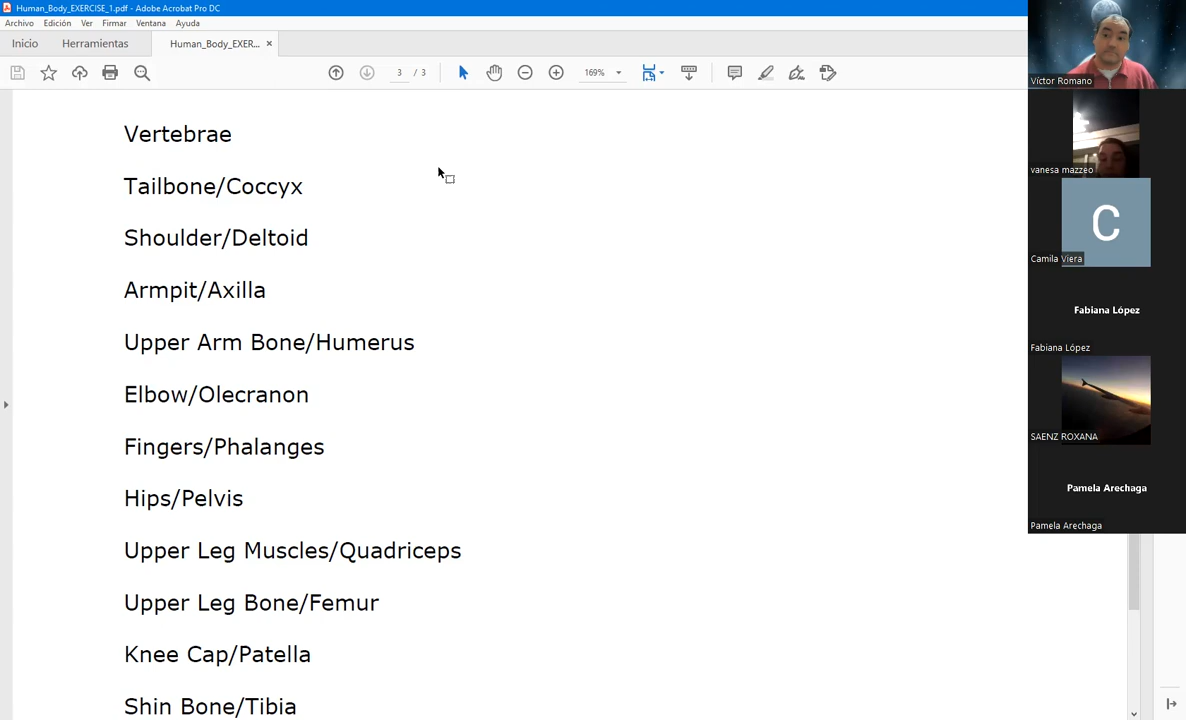 Human_Body_EXERCISE_1.pdf - Adobe Acrobat Pro DC
Archivo Edición Ver Firmar Ventana Ayuda
Inicio Herramientas Human_Body_EXER... ×
3 / 3 169%
Vertebrae
Tailbone/Coccyx
Shoulder/Deltoid
Armpit/Axilla
Upper Arm Bone/Humerus
Elbow/Olecranon
Fingers/Phalanges
Hips/Pelvis
Upper Leg Muscles/Quadriceps
Upper Leg Bone/Femur
Knee Cap/Patella
Shin Bone/Tibia
Víctor Romano
vanesa mazzeo
C
Camila Viera
Fabiana López
Fabiana López
SAENZ ROXANA
Pamela Arechaga
Pamela Arechaga